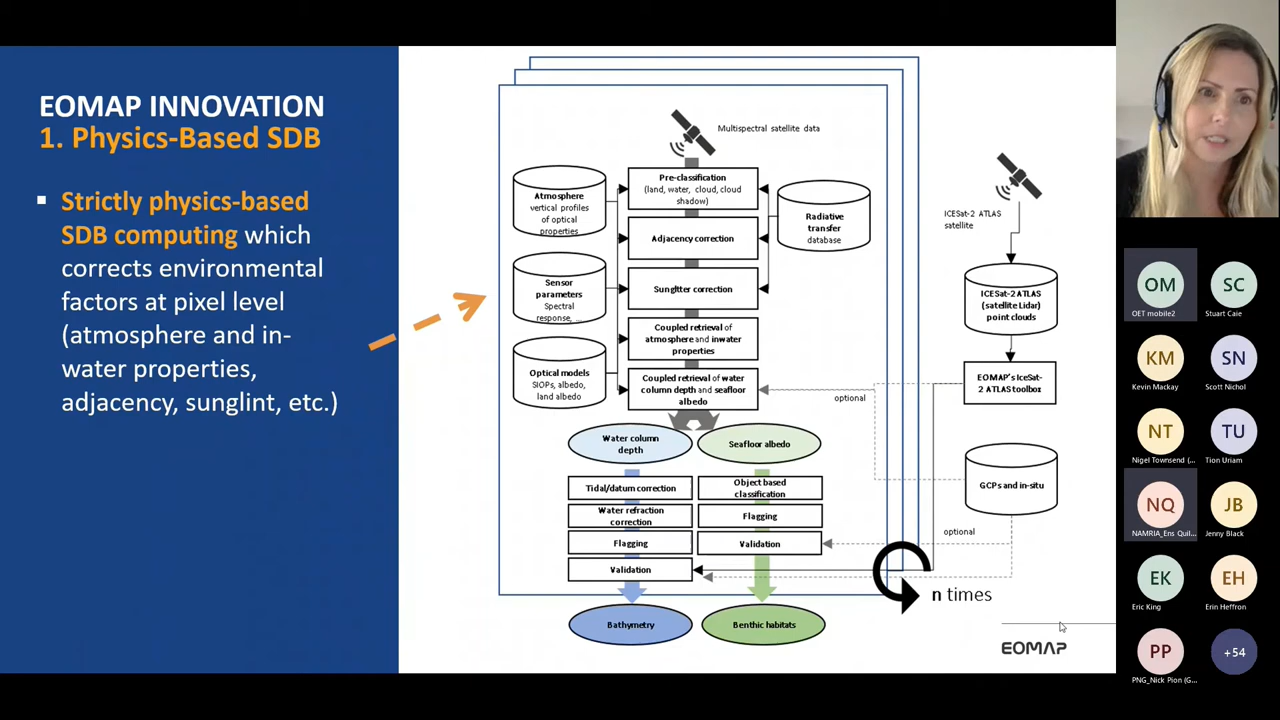 EOMAP INNOVATION
1. Physics-Based SDB
Strictly physics-based
SDB computing which
corrects environmental
factors at pixel level
(atmosphere and in-
water properties,
adjacency, sunglint, etc.)
Multispectral satellite data
Pre-classification
(land, water, cloud, cloud
shadow)
Adjacency correction
Sunglitter correction
Coupled retrieval of
atmosphere and inwater
properties
Coupled retrieval of water
column depth and seafloor
albedo
Atmosphere
vertical profiles
of optical
properties
Sensor
parameters
Spectral
response, ...
Optical models
SIOPs, albedo,
land albedo
Radiative
transfer
database
Water column
depth
Seafloor albedo
Tidal/datum correction
Water refraction
correction
Flagging
Validation
Bathymetry
Object based
classification
Flagging
Validation
Benthic habitats
ICESat-2 ATLAS
satellite
ICESat-2 ATLAS
(satellite Lidar)
point clouds
EOMAP's IceSat-
2 ATLAS toolbox
optional
GCPs and in-situ
optional
n times
EOMAP
OM
OET mobile2
SC
Stuart Caie
KM
Kevin Mackay
SN
Scott Nichol
NT
Nigel Townsend (...
TU
Tion Uriam
NQ
NAMRIA_Ens Quil...
JB
Jenny Black
EK
Eric King
EH
Erin Heffron
PP
PNG_Nick Pion (G...
+54